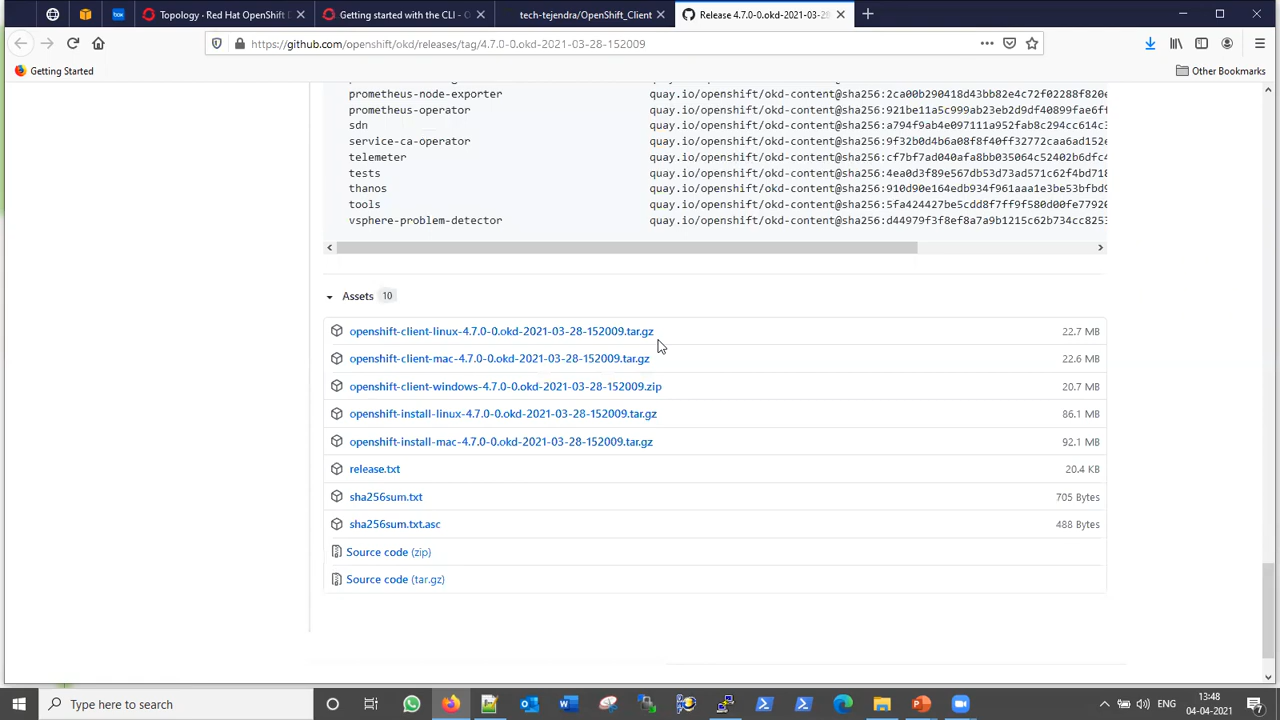 Topology · Red Hat OpenShift D
Getting started with the CLI - O
tech-tejendra/OpenShift_Client
Release 4.7.0-0.okd-2021-03-28
https://github.com/openshift/okd/releases/tag/4.7.0-0.okd-2021-03-28-152009
Getting Started
Other Bookmarks
prometheus-node-exporter quay.io/openshift/okd-content@sha256:2ca00b290418d43bb82e4c72f02288f820e
prometheus-operator quay.io/openshift/okd-content@sha256:921be11a5c999ab23eb2d9df40899fae6ff
sdn quay.io/openshift/okd-content@sha256:a794f9ab4e097111a952fab8c294cc614c3
service-ca-operator quay.io/openshift/okd-content@sha256:9f32b0d4b6a08f8f40ff32772caa6ad152e
telemeter quay.io/openshift/okd-content@sha256:cf7bf7ad040afa8bb035064c52402b6dfc4
tests quay.io/openshift/okd-content@sha256:4ea0d3f89e567db53d73ad571c62f4bd718
thanos quay.io/openshift/okd-content@sha256:910d90e164edb934f961aaa1e3be53bfbd9
tools quay.io/openshift/okd-content@sha256:5fa424427be5cdd8f7ff9f580d00fe77920
vsphere-problem-detector quay.io/openshift/okd-content@sha256:d44979f3f8ef8a7a9b1215c62b734cc8253
Assets 10
openshift-client-linux-4.7.0-0.okd-2021-03-28-152009.tar.gz 22.7 MB
openshift-client-mac-4.7.0-0.okd-2021-03-28-152009.tar.gz 22.6 MB
openshift-client-windows-4.7.0-0.okd-2021-03-28-152009.zip 20.7 MB
openshift-install-linux-4.7.0-0.okd-2021-03-28-152009.tar.gz 86.1 MB
openshift-install-mac-4.7.0-0.okd-2021-03-28-152009.tar.gz 92.1 MB
release.txt 20.4 KB
sha256sum.txt 705 Bytes
sha256sum.txt.asc 488 Bytes
Source code (zip)
Source code (tar.gz)
Type here to search
ENG
13:48
04-04-2021